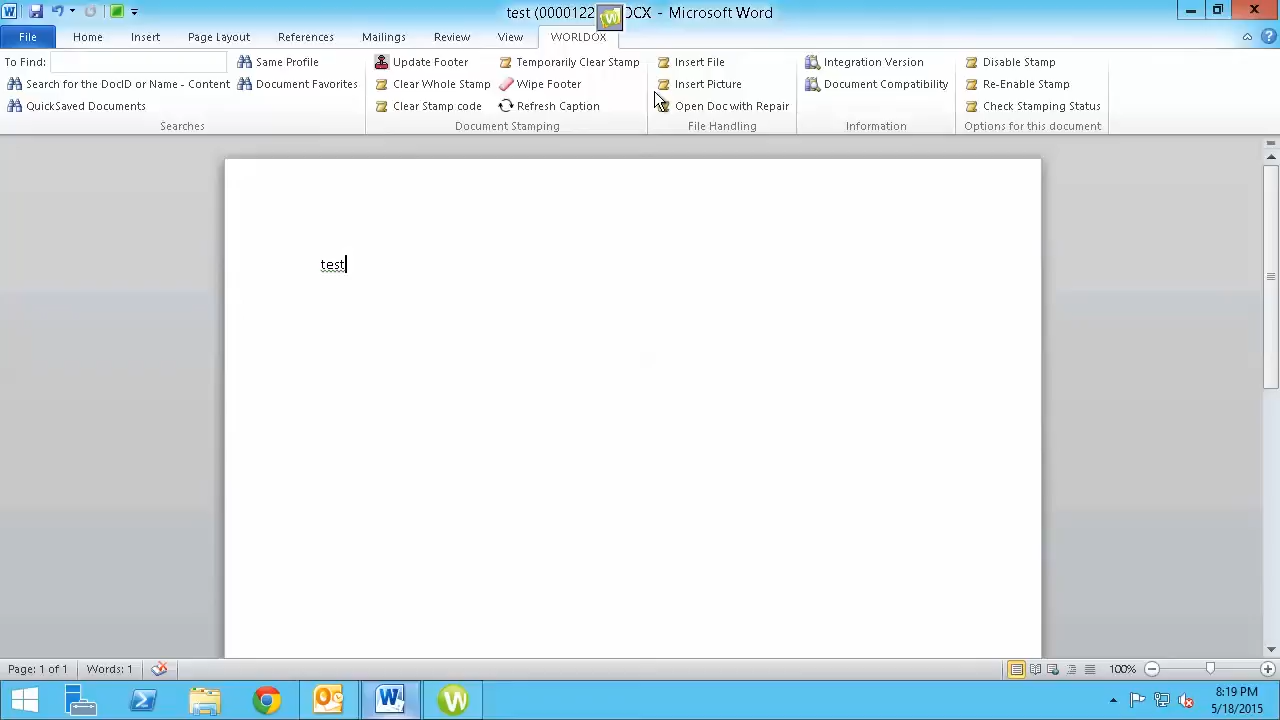 test (0000122 DCX - Microsoft Word
File Home Insert Page Layout References Mailings Review View WORLDOX
To Find: Same Profile Update Footer Temporarily Clear Stamp Insert File Integration Version Disable Stamp
Search for the DocID or Name - Content Document Favorites Clear Whole Stamp Wipe Footer Insert Picture Document Compatibility Re-Enable Stamp
QuickSaved Documents Clear Stamp code Refresh Caption Open Doc with Repair Check Stamping Status
Searches Document Stamping File Handling Information Options for this document
test
Page: 1 of 1 Words: 1 100%
8:19 PM
5/18/2015